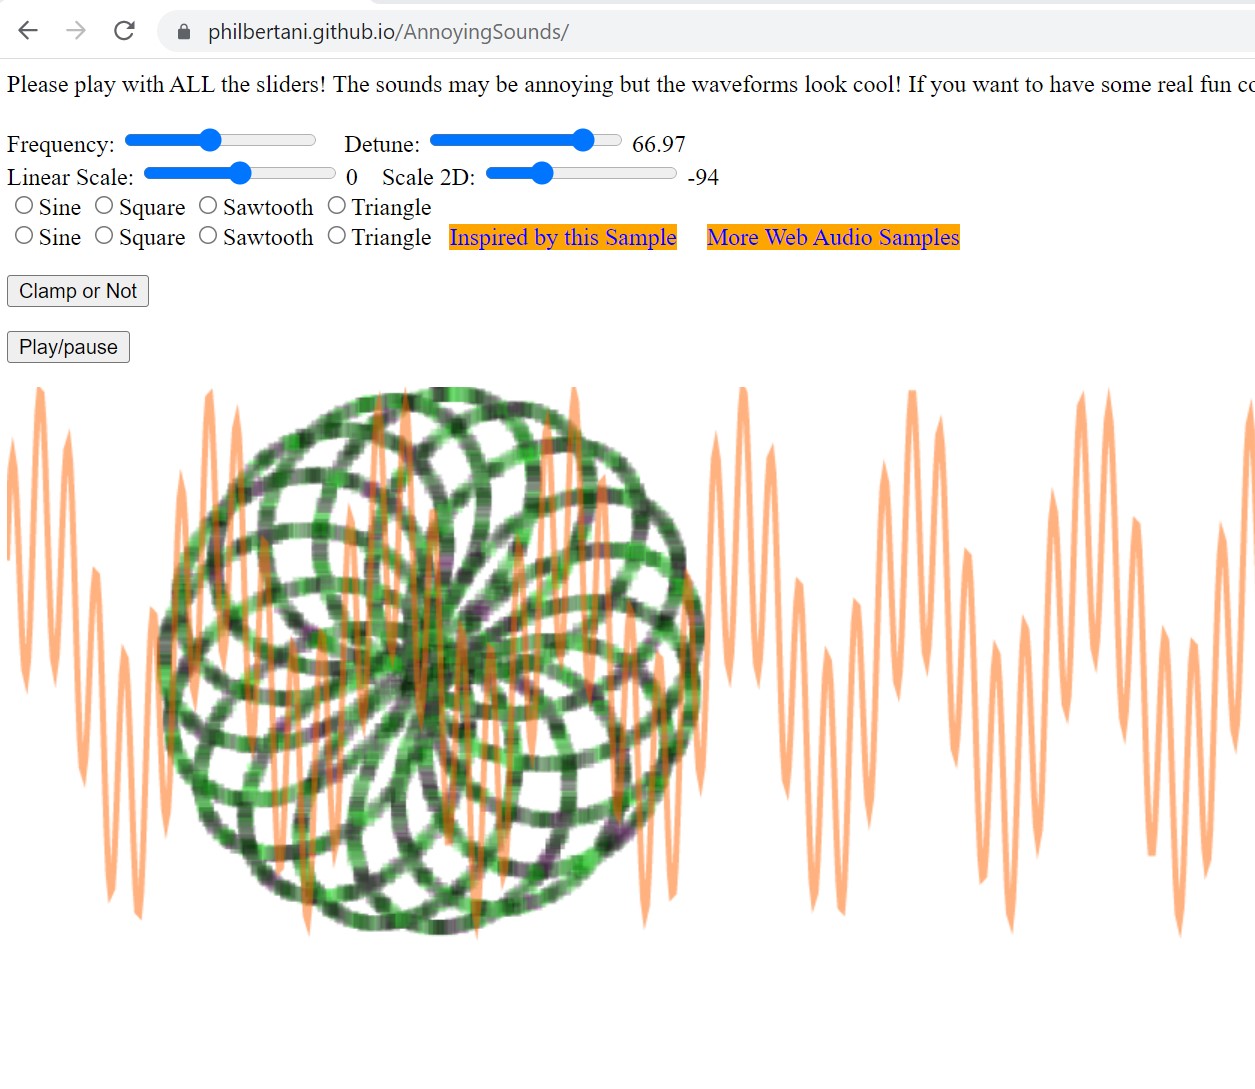 philbertani.github.io/AnnoyingSounds/
Please play with ALL the sliders! The sounds may be annoying but the waveforms look cool! If you want to have some real fun
Frequency: Detune: 66.97
Linear Scale: 0 Scale 2D: -94
Sine Square Sawtooth Triangle
Sine Square Sawtooth Triangle Inspired by this Sample More Web Audio Samples
Clamp or Not
Play/pause